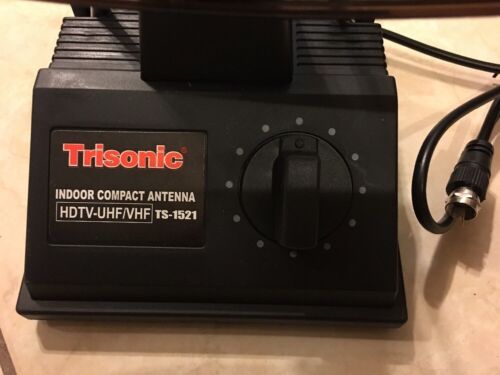 Trisonic®
INDOOR COMPACT ANTENNA
HDTV-UHF/VHF TS-1521